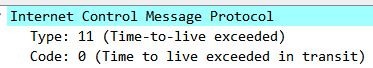 Internet Control Message Protocol
Type: 11 (Time-to-live exceeded)
Code: 0 (Time to live exceeded in transit)